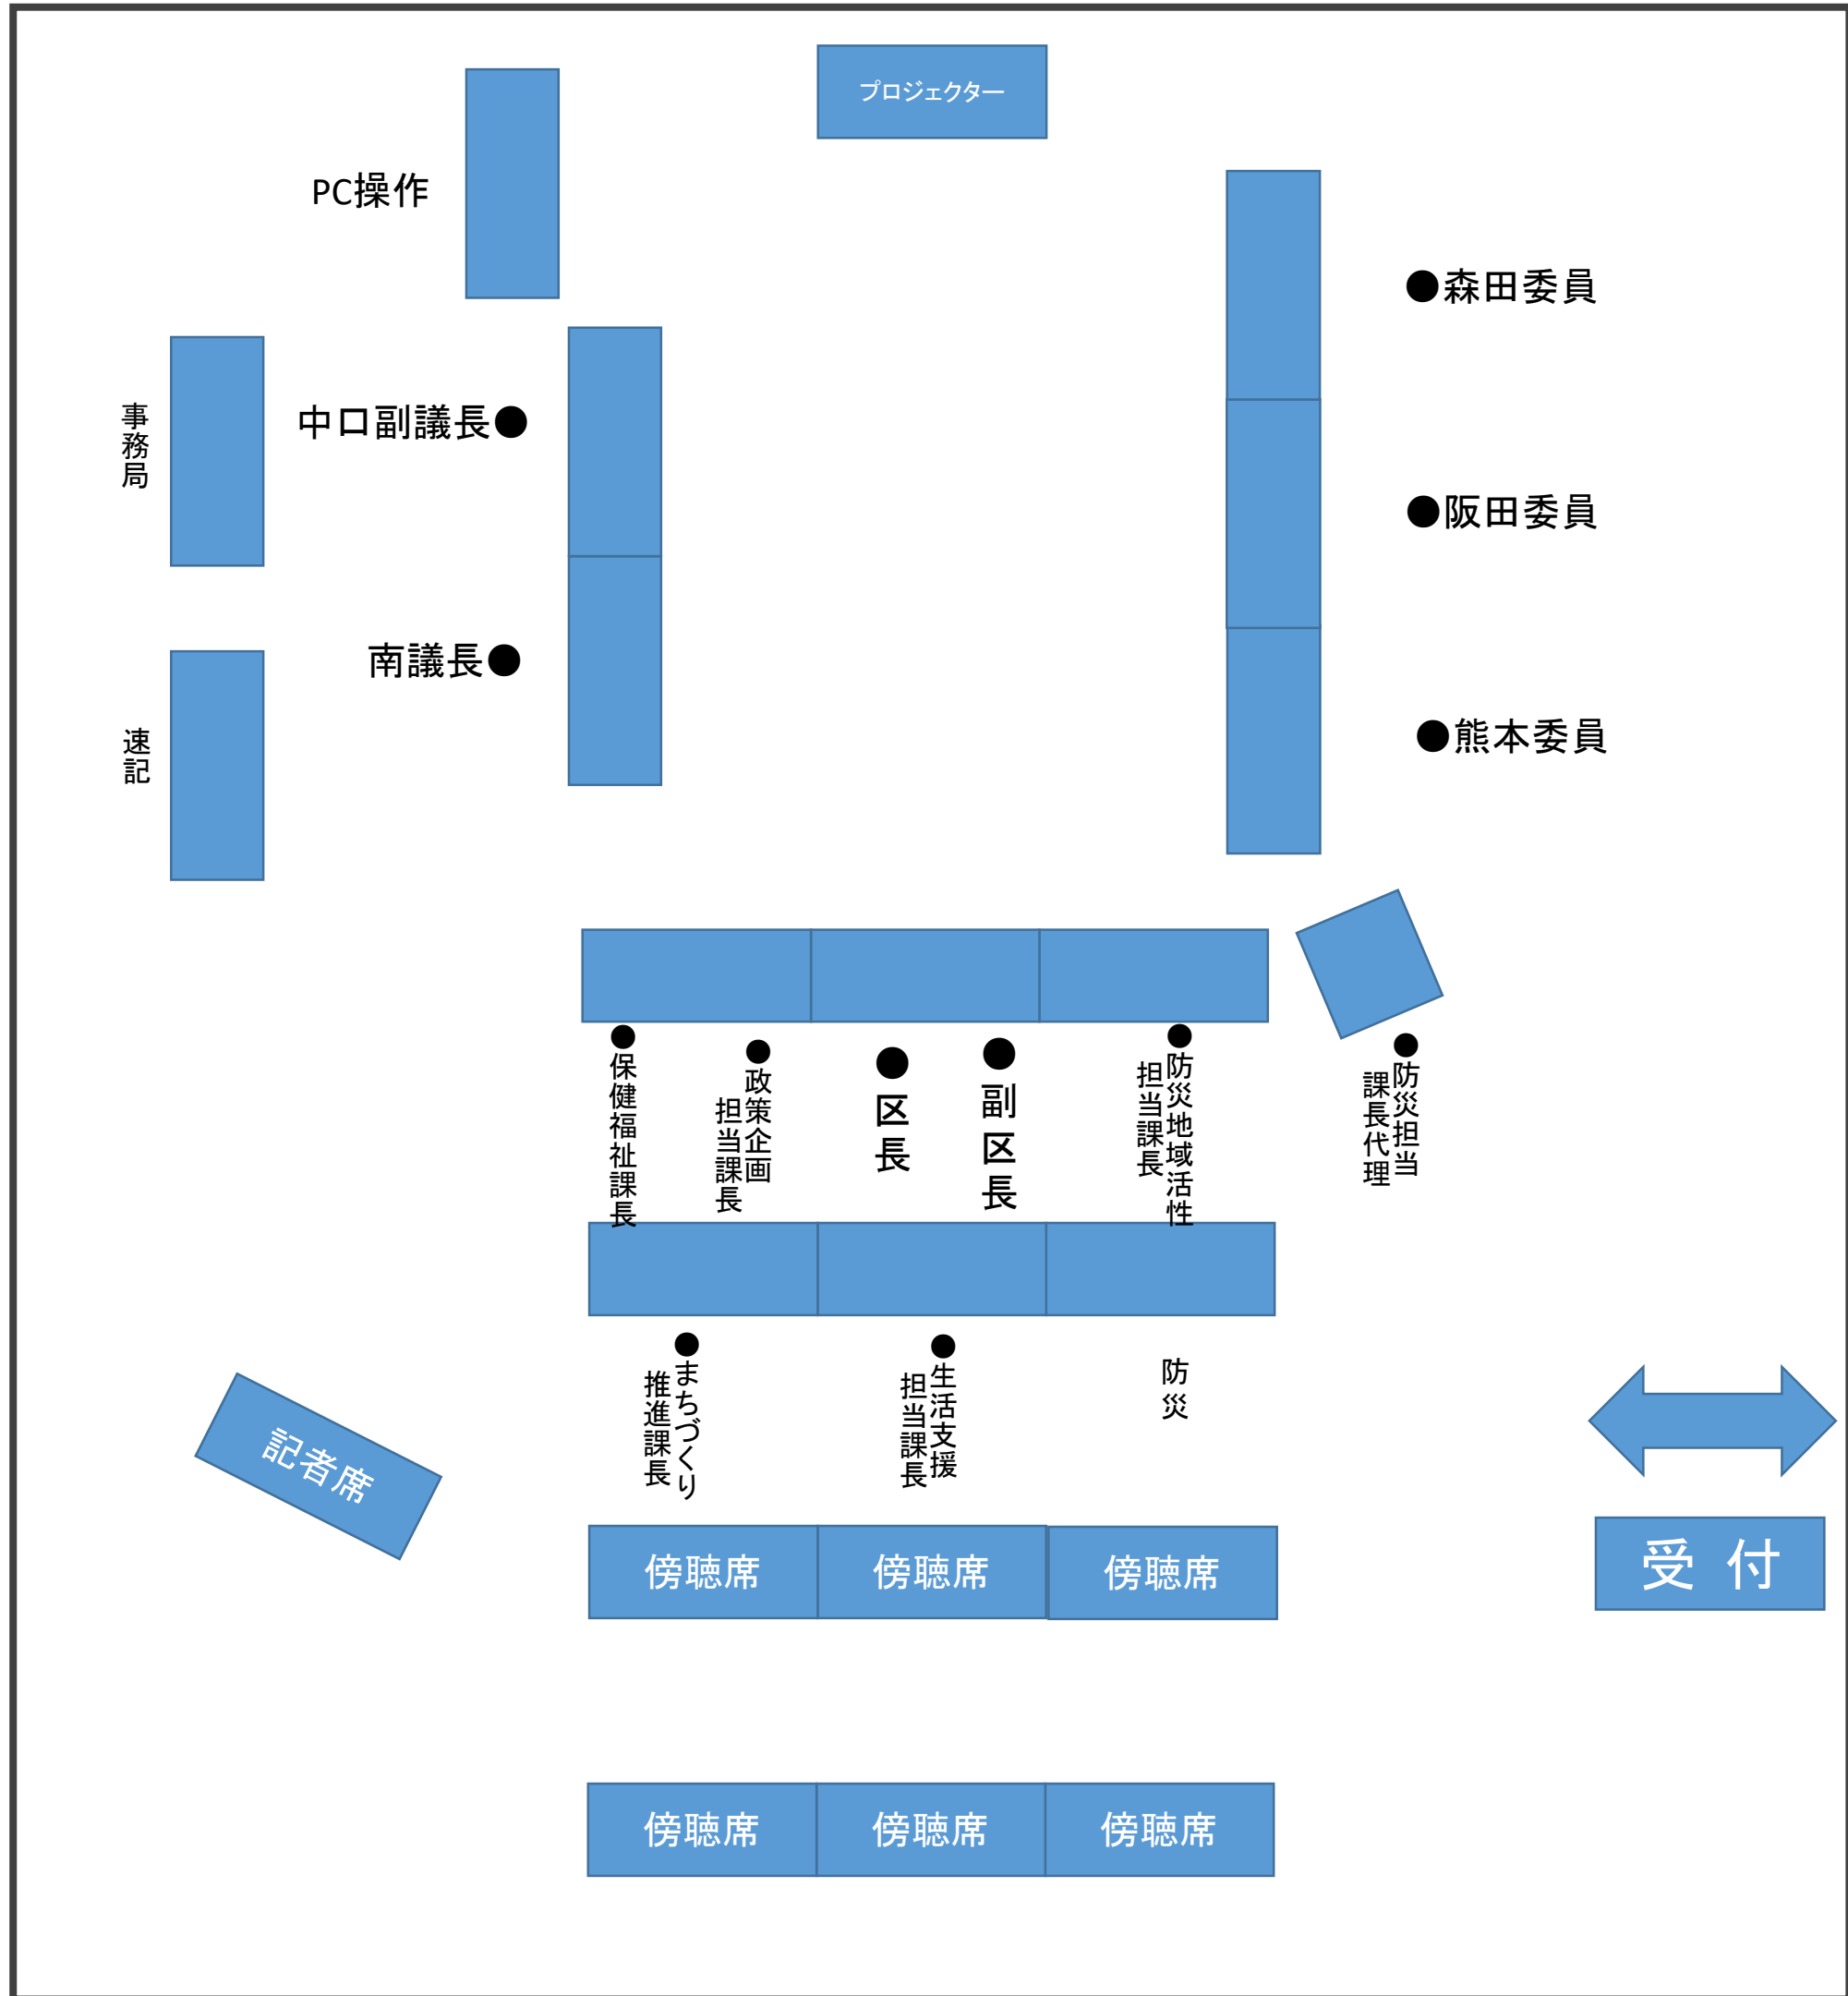 プロジェクター
PC操作
●森田委員
事務局
中口副議長●
●阪田委員
南議長●
●熊本委員
速記
●保健福祉課長
●政策企画
担当課長
●区長
●副区長
●防災地域活性
担当課長
●防災担当
課長代理
●まちづくり
推進課長
●生活支援
担当課長
防災
記者席
傍聴席
傍聴席
傍聴席
受 付
傍聴席
傍聴席
傍聴席